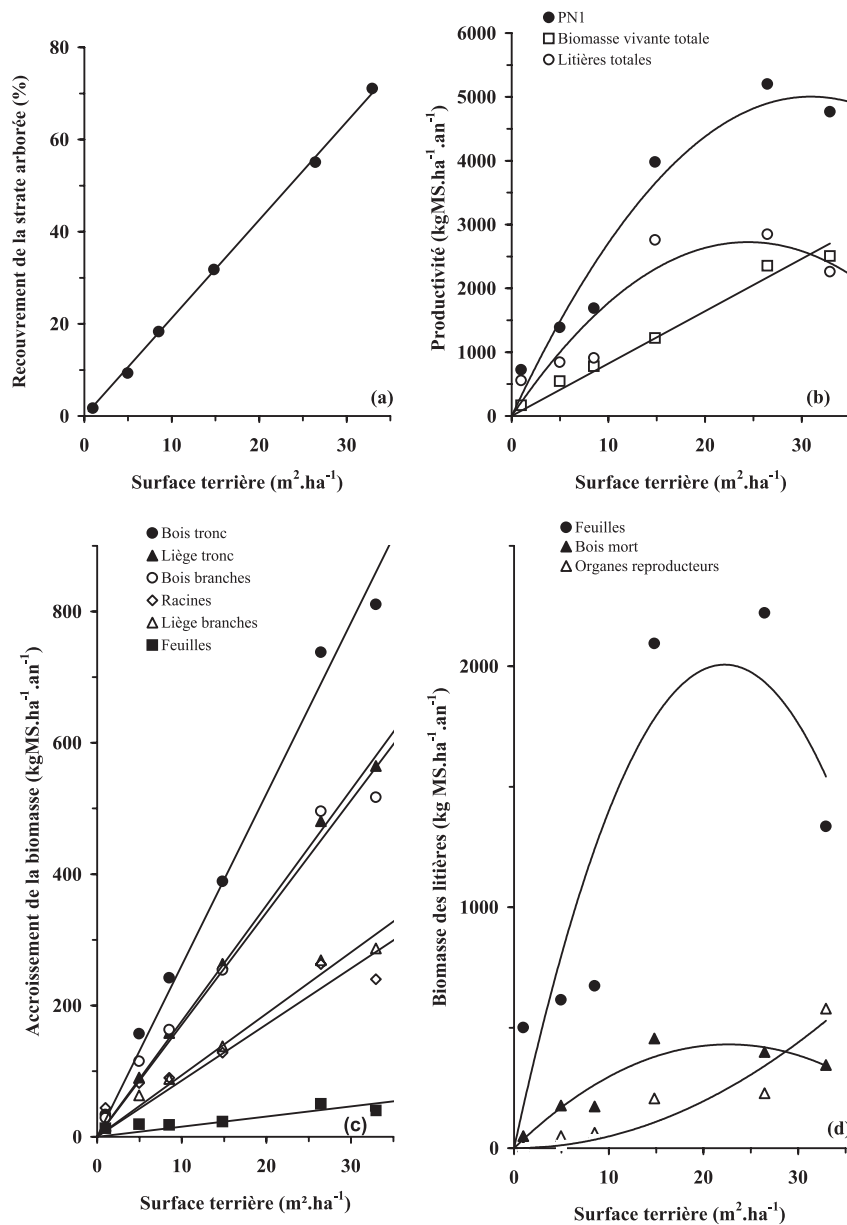 Recouvrement de la strate arborée (%)
80
60
40
20
0
0 10 20 30
(a)
Surface terrière (m².ha⁻¹)
PN1
Biomasse vivante totale
Litières totales
Productivité (kgMS.ha⁻¹.an⁻¹)
6000
5000
4000
3000
2000
1000
0
0 10 20 30
(b)
Surface terrière (m².ha⁻¹)
Bois tronc
Liège tronc
Bois branches
Racines
Liège branches
Feuilles
Accroissement de la biomasse (kgMS.ha⁻¹.an⁻¹)
800
600
400
200
0
0 10 20 30
(c)
Surface terrière (m².ha⁻¹)
Feuilles
Bois mort
Organes reproducteurs
Biomasse des litières (kg MS.ha⁻¹.an⁻¹)
2000
1000
0
0 10 20 30
(d)
Surface terrière (m².ha⁻¹)